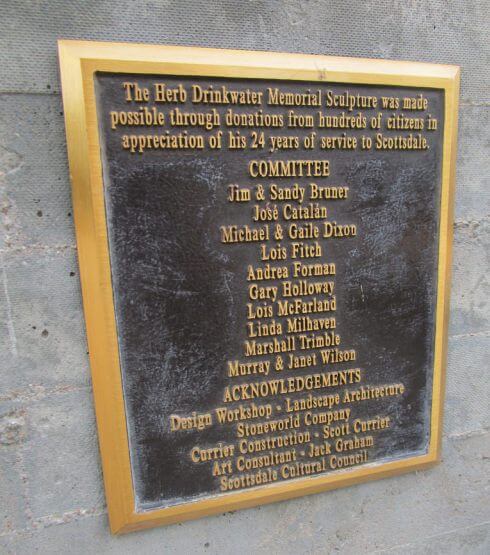 The Herb Drinkwater Memorial Sculpture was made
possible through donations from hundreds of citizens in
appreciation of his 24 years of service to Scottsdale.
COMMITTEE
Jim & Sandy Bruner
José Catalán
Michael & Gaile Dixon
Lois Fitch
Andrea Forman
Gary Holloway
Lois McFarland
Linda Milhaven
Marshall Trimble
Murray & Janet Wilson
ACKNOWLEDGEMENTS
Design Workshop - Landscape Architecture
Stoneworld Company
Currier Construction - Scott Currier
Art Consultant - Jack Graham
Scottsdale Cultural Council